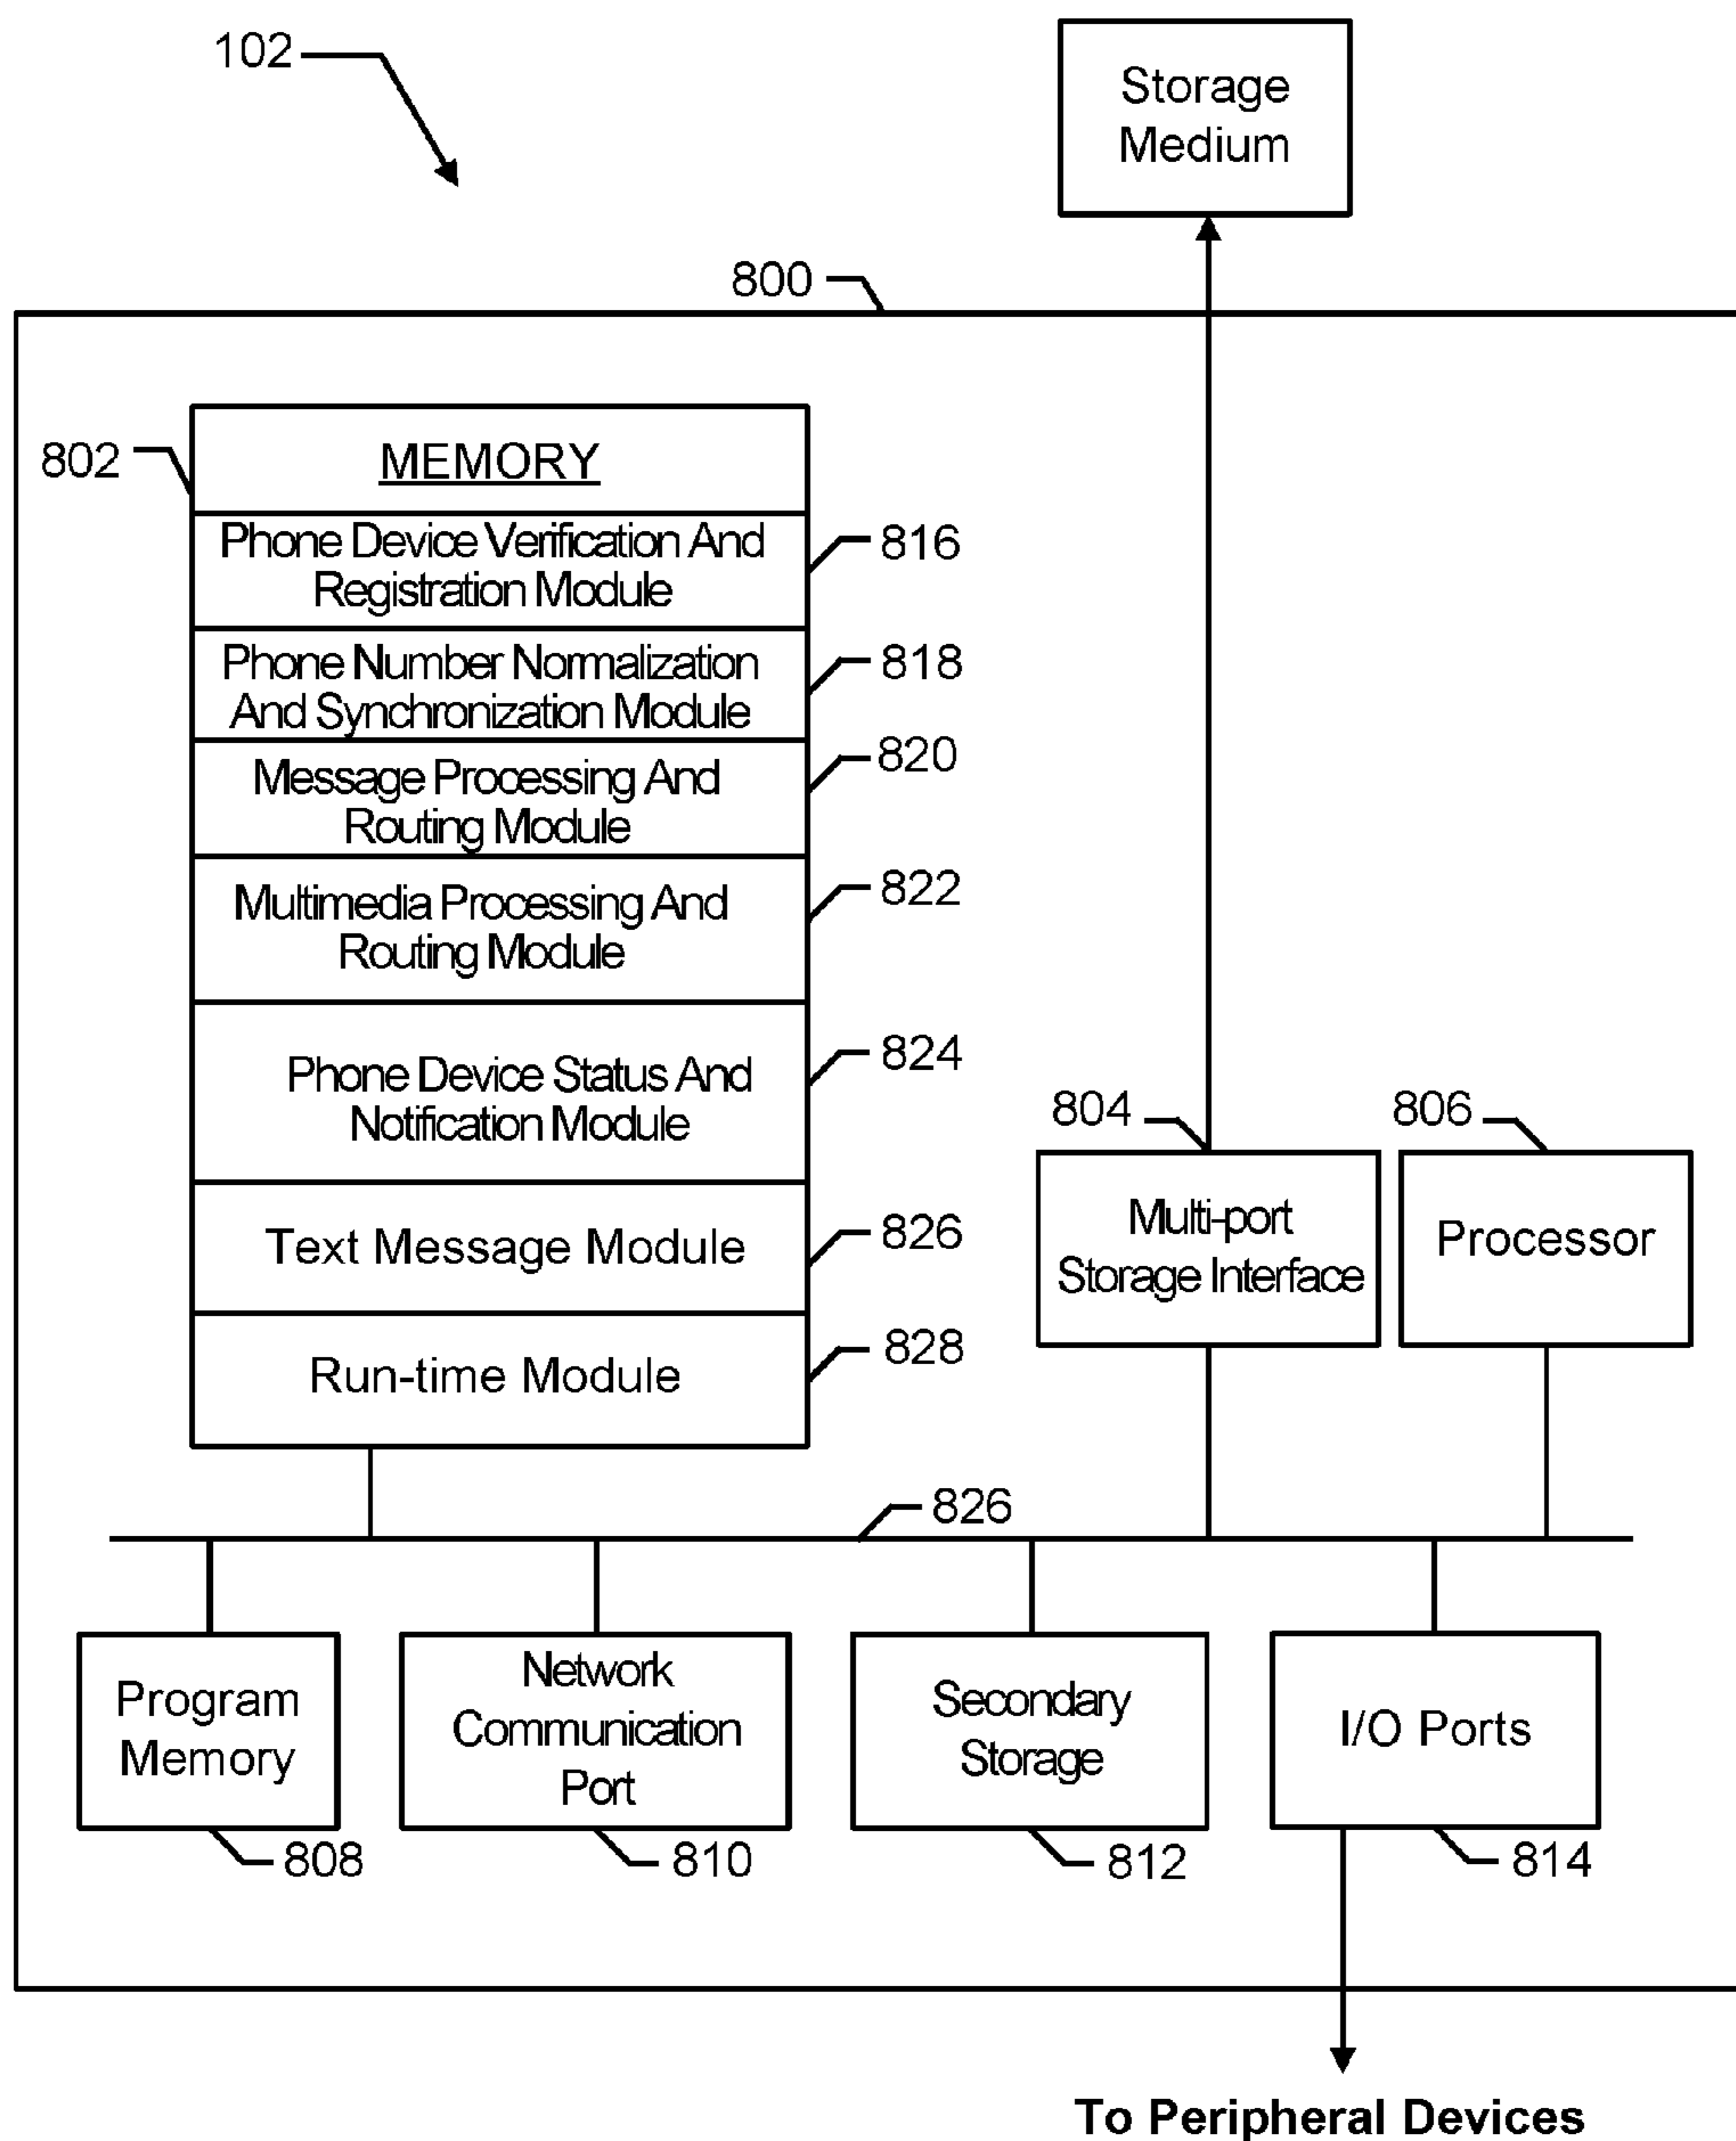 102
Storage
Medium
800
802
MEMORY
Phone Device Verification And
Registration Module
816
Phone Number Normalization
And Synchronization Module
818
Message Processing And
Routing Module
820
Multimedia Processing And
Routing Module
822
Phone Device Status And
Notification Module
824
Text Message Module
826
Run-time Module
828
804
Multi-port
Storage Interface
806
Processor
826
Program
Memory
808
Network
Communication
Port
810
Secondary
Storage
812
I/O Ports
814
To Peripheral Devices